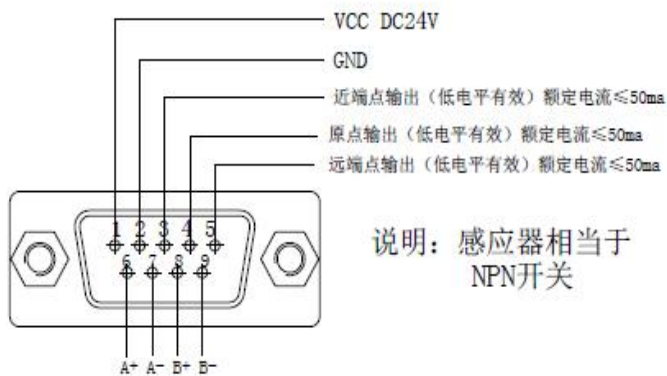 VCC DC24V
GND
近端点输出（低电平有效）额定电流≤50ma
原点输出（低电平有效）额定电流≤50ma
远端点输出（低电平有效）额定电流≤50ma
1 2 3 4 5
6 7 8 9
说明：感应器相当于
NPN开关
A+ A- B+ B-